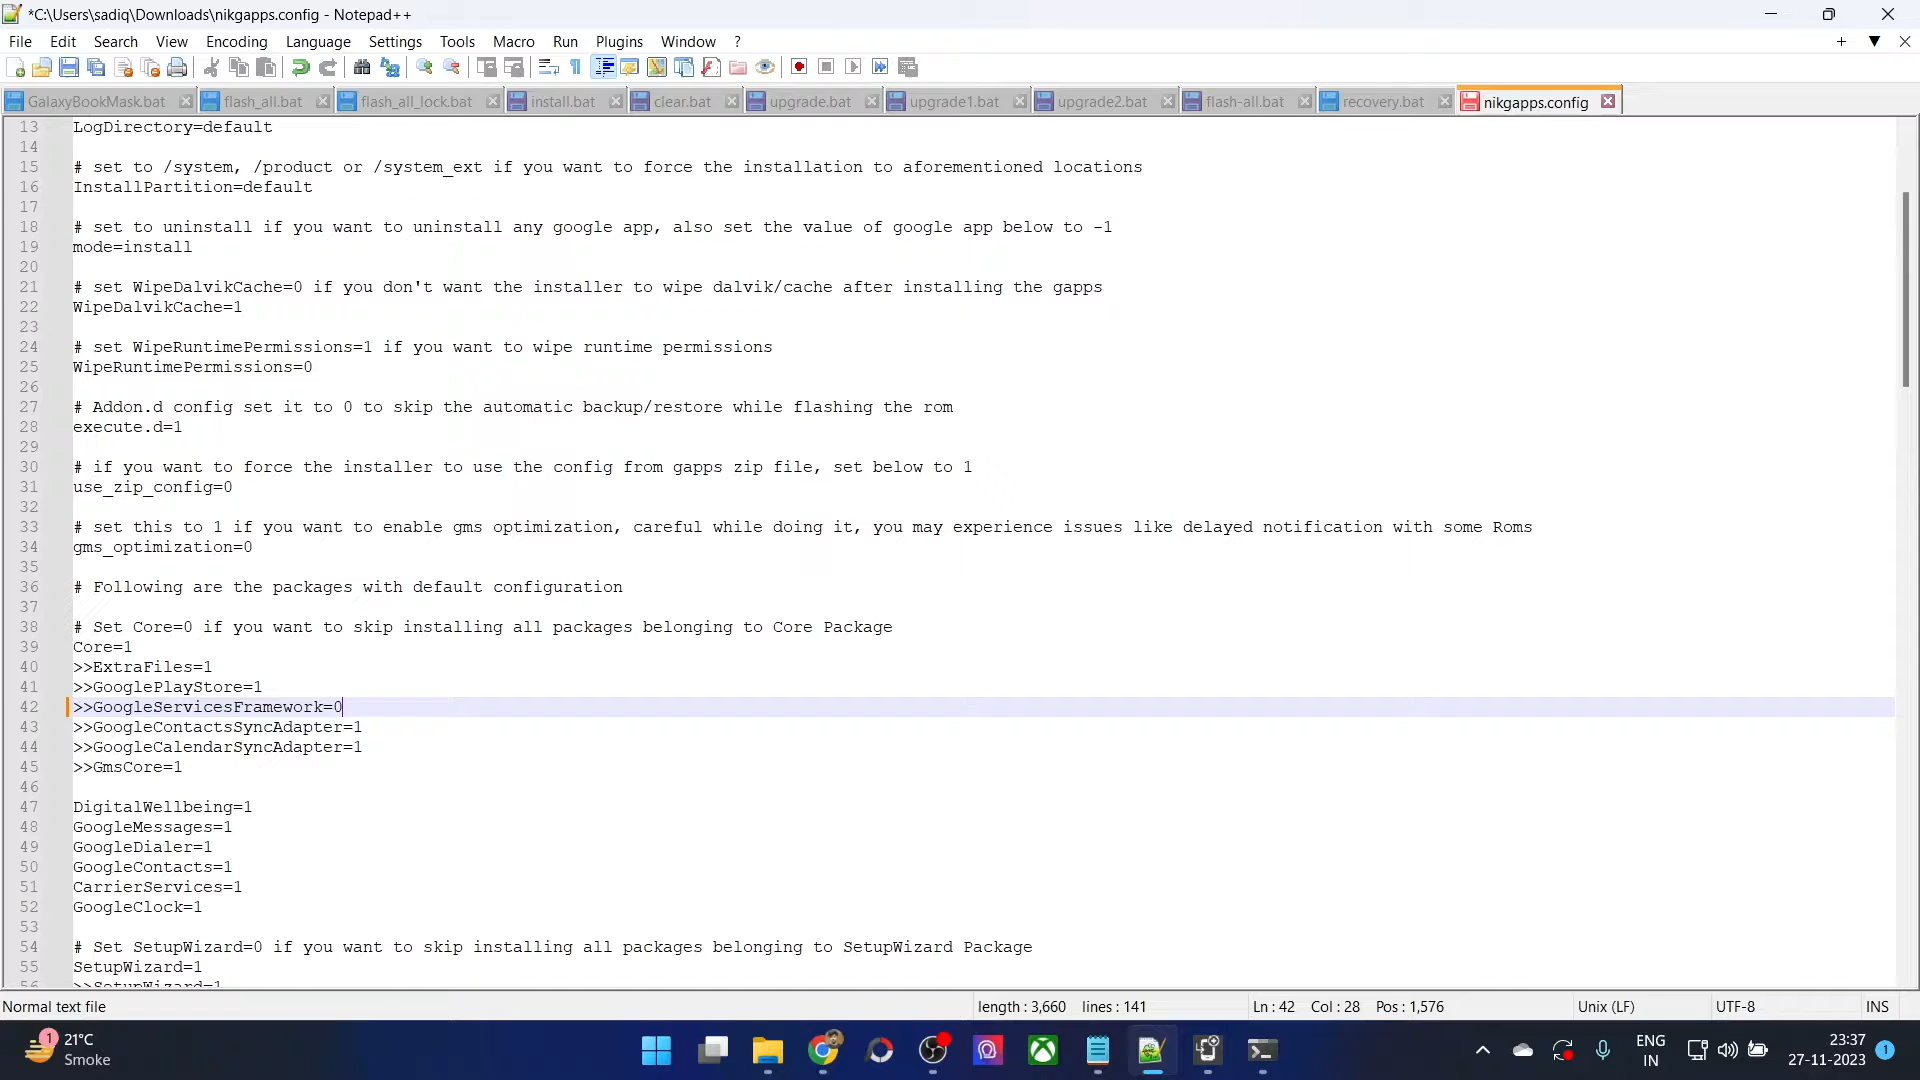 *C:\Users\sadiq\Downloads\nikgapps.config - Notepad++
File Edit Search View Encoding Language Settings Tools Macro Run Plugins Window ?
GalaxyBookMask.bat flash_all.bat flash_all_lock.bat install.bat clear.bat upgrade.bat upgrade1.bat upgrade2.bat flash-all.bat recovery.bat nikgapps.config
13 LogDirectory=default
14
15 # set to /system, /product or /system_ext if you want to force the installation to aforementioned locations
16 InstallPartition=default
17
18 # set to uninstall if you want to uninstall any google app, also set the value of google app below to -1
19 mode=install
20
21 # set WipeDalvikCache=0 if you don't want the installer to wipe dalvik/cache after installing the gapps
22 WipeDalvikCache=1
23
24 # set WipeRuntimePermissions=1 if you want to wipe runtime permissions
25 WipeRuntimePermissions=0
26
27 # Addon.d config set it to 0 to skip the automatic backup/restore while flashing the rom
28 execute.d=1
29
30 # if you want to force the installer to use the config from gapps zip file, set below to 1
31 use_zip_config=0
32
33 # set this to 1 if you want to enable gms optimization, careful while doing it, you may experience issues like delayed notification with some Roms
34 gms_optimization=0
35
36 # Following are the packages with default configuration
37
38 # Set Core=0 if you want to skip installing all packages belonging to Core Package
39 Core=1
40 >>ExtraFiles=1
41 >>GooglePlayStore=1
42 >>GoogleServicesFramework=0
43 >>GoogleContactsSyncAdapter=1
44 >>GoogleCalendarSyncAdapter=1
45 >>GmsCore=1
46
47 DigitalWellbeing=1
48 GoogleMessages=1
49 GoogleDialer=1
50 GoogleContacts=1
51 CarrierServices=1
52 GoogleClock=1
53
54 # Set SetupWizard=0 if you want to skip installing all packages belonging to SetupWizard Package
55 SetupWizard=1
56 >>SetupWizard=1
Normal text file length : 3,660 lines : 141 Ln : 42 Col : 28 Pos : 1,576 Unix (LF) UTF-8 INS
1 21°C
Smoke
ENG
IN
23:37
27-11-2023
1